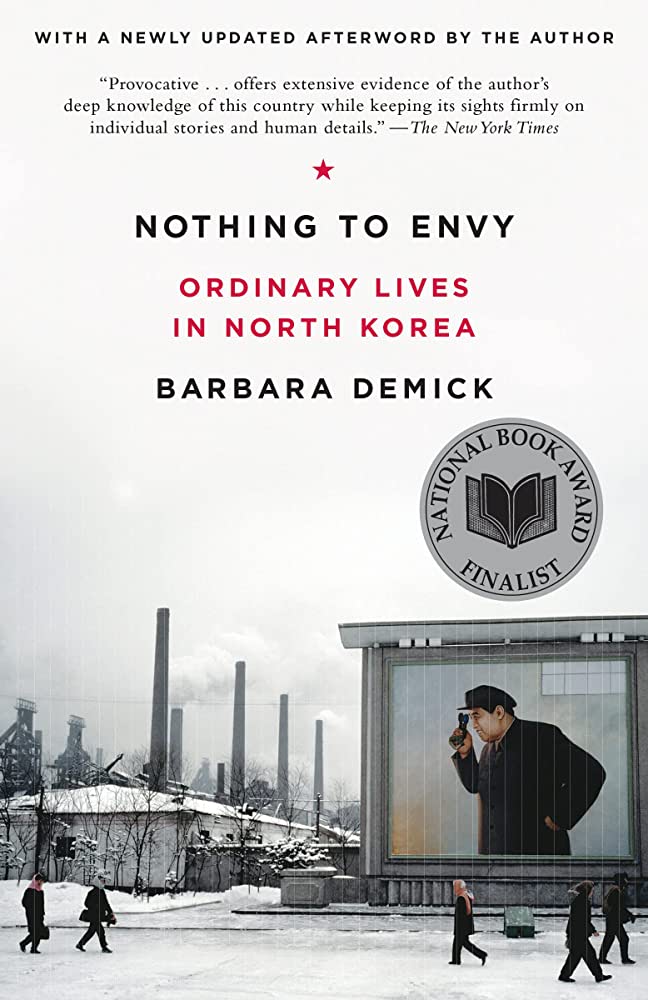 WITH A NEWLY UPDATED AFTERWORD BY THE AUTHOR
“Provocative . . . offers extensive evidence of the author’s
deep knowledge of this country while keeping its sights firmly on
individual stories and human details.” —The New York Times
NOTHING TO ENVY
ORDINARY LIVES
IN NORTH KOREA
BARBARA DEMICK
NATIONAL BOOK AWARD
FINALIST